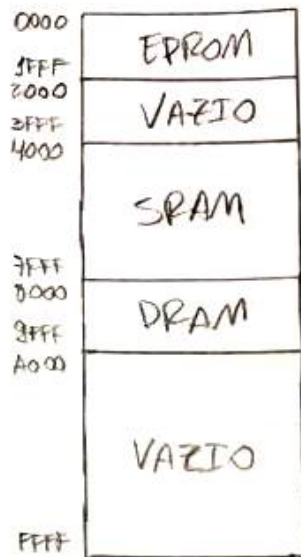 0000
EPROM
1FFF
2000
VAZIO
3FFF
4000
SRAM
7FFF
8000
DRAM
9FFF
A000
VAZIO
FFFF